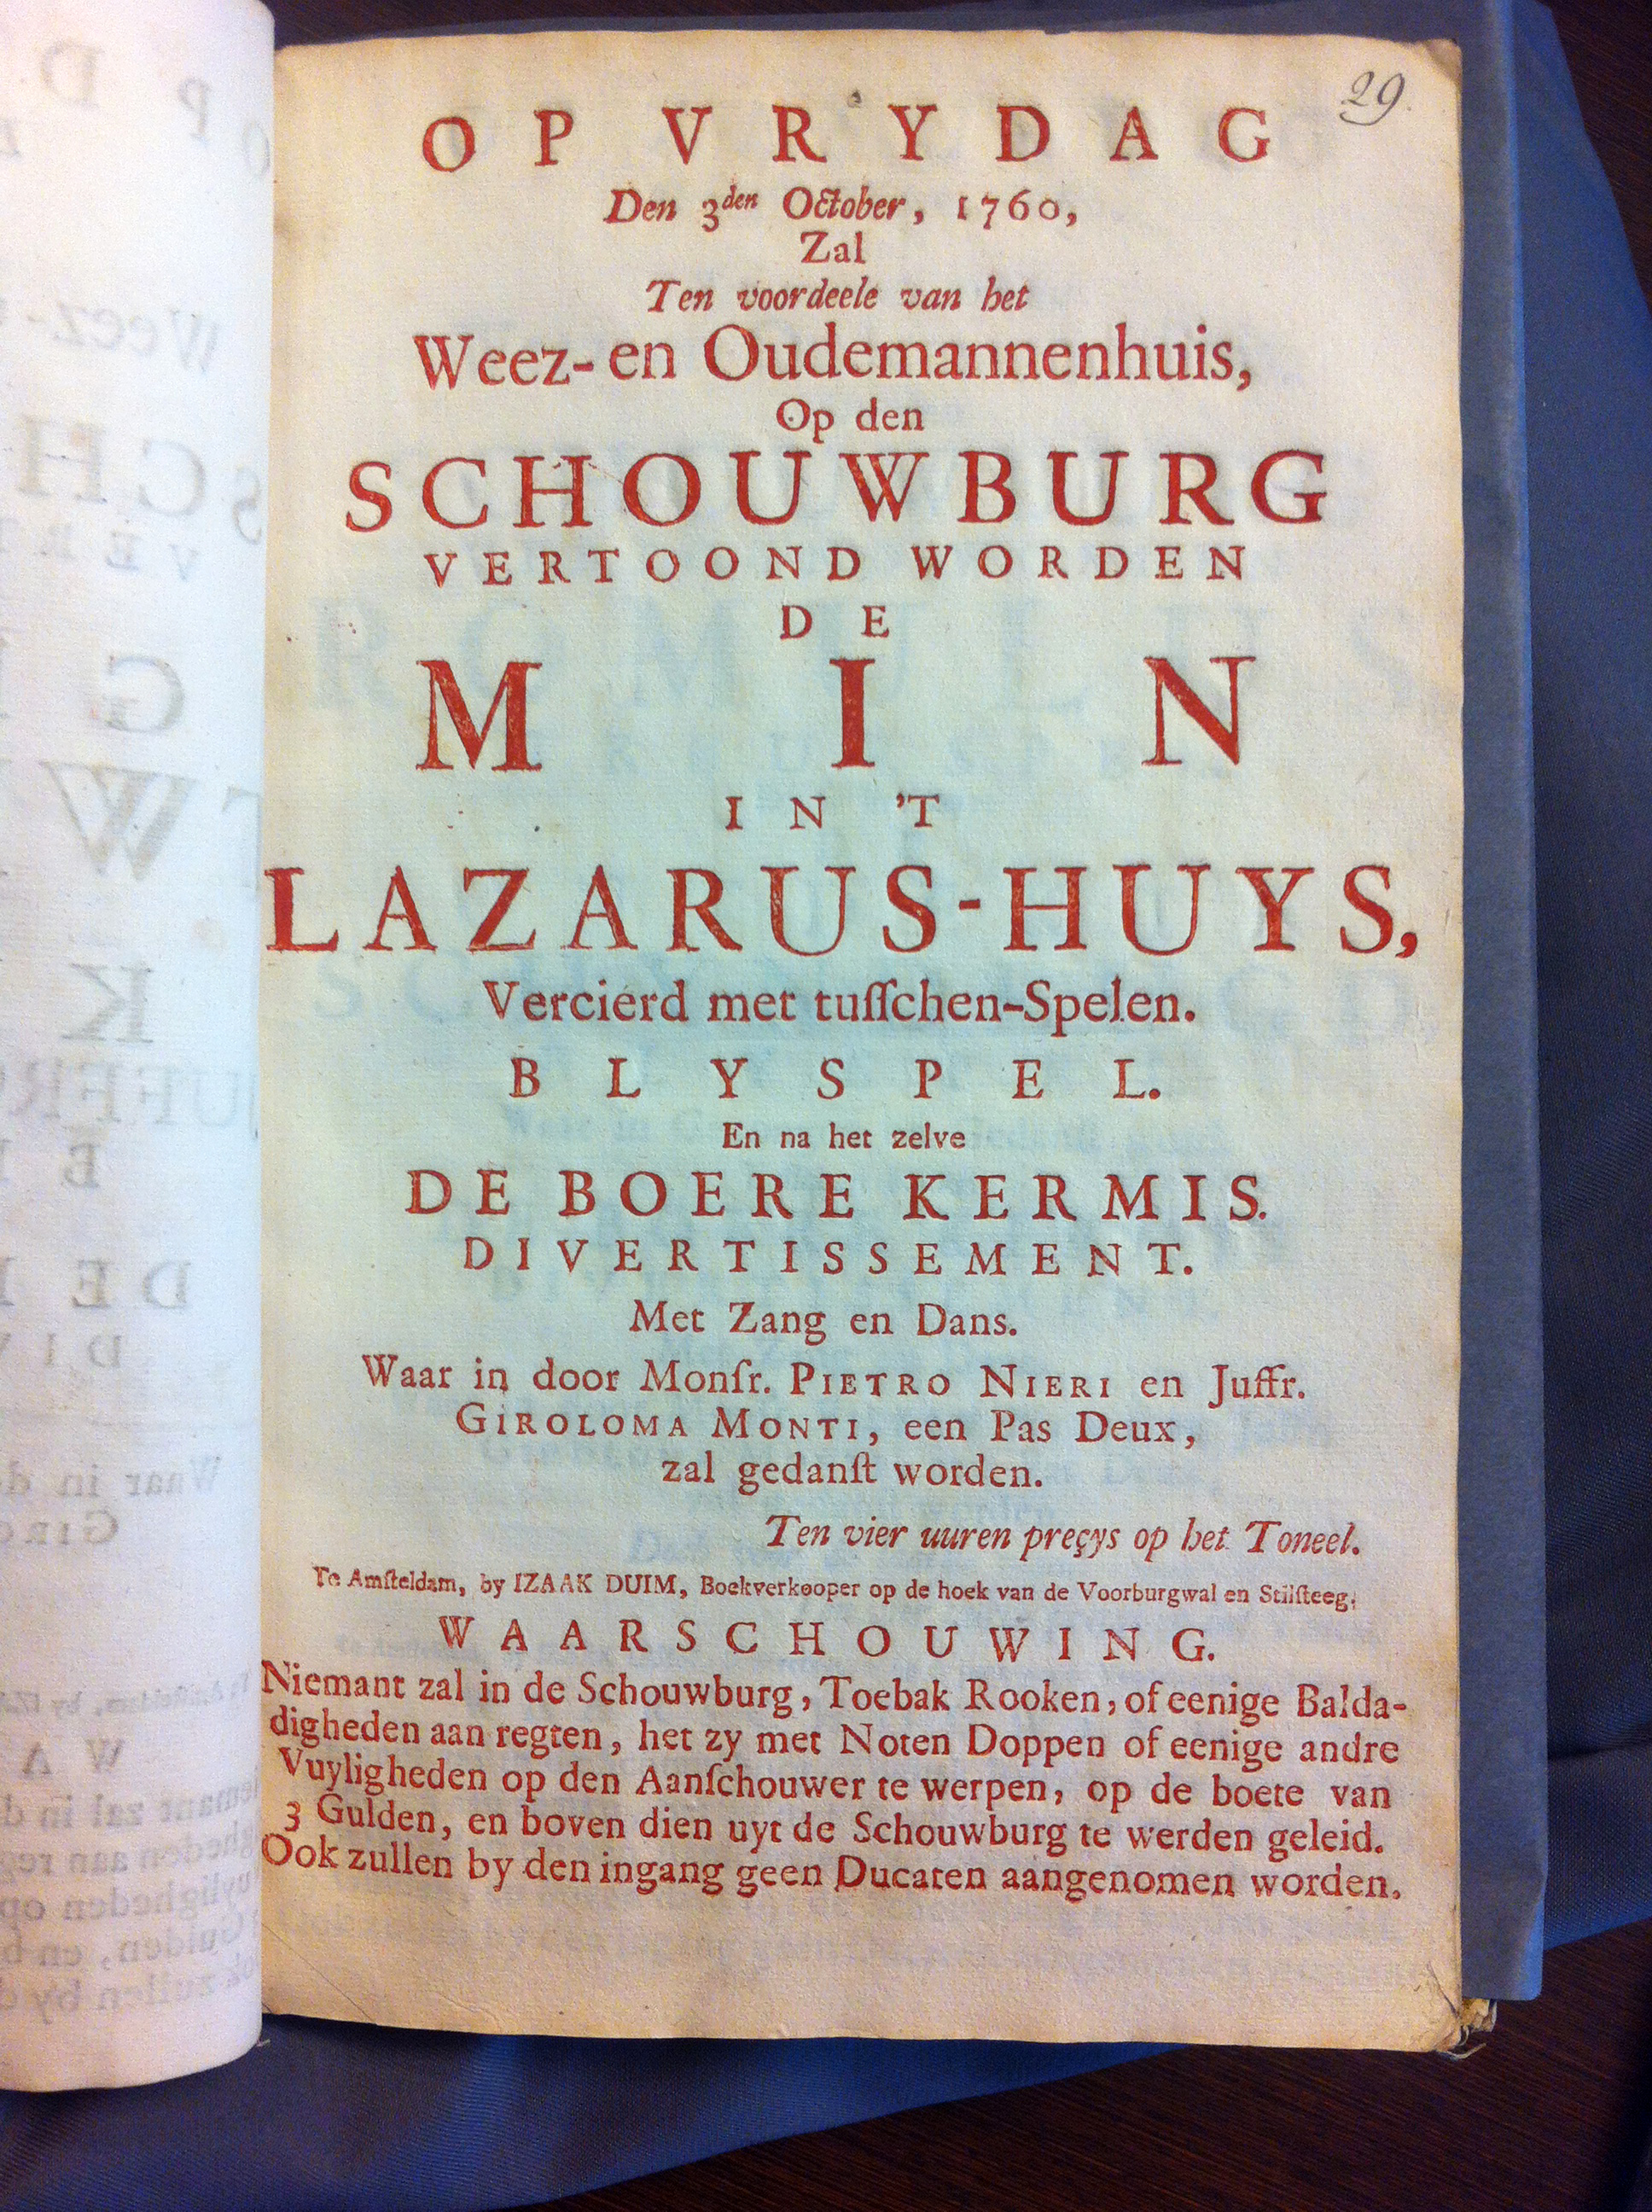 29.
OP VRYDAG
Den 3den October, 1760,
Zal
Ten voordeele van het
Weez- en Oudemannenhuis,
Op den
SCHOUWBURG
VERTOOND WORDEN
DE
MIN
IN 'T
LAZARUS-HUYS,
Vercierd met tuſſchen-Spelen.
BLYSPEL.
En na het zelve
DE BOERE KERMIS.
DIVERTISSEMENT.
Met Zang en Dans.
Waar in door Monſr. PIETRO NIERI en Juffr.
GIROLOMA MONTI, een Pas Deux,
zal gedanſt worden.
Ten vier uuren preçys op het Toneel.
Te Amſteldam, by IZAAK DUIM, Boekverkooper op de hoek van de Voorburgwal en Stilſteeg.
WAARSCHOUWING.
Niemant zal in de Schouwburg, Toebak Rooken, of eenige Balda-
digheden aan regten, het zy met Noten Doppen of eenige andre
Vuyligheden op den Aanſchouwer te werpen, op de boete van
3 Gulden, en boven dien uyt de Schouwburg te werden geleid.
Ook zullen by den ingang geen Ducaten aangenomen worden.